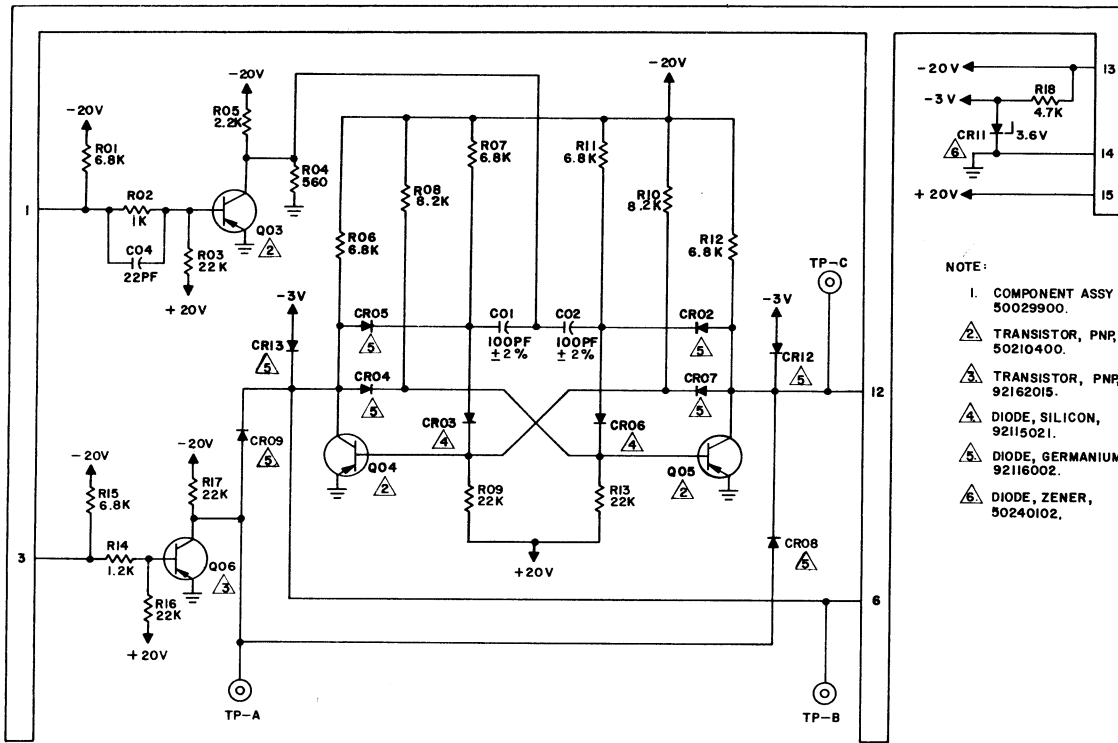 -20V
-20V
R05
2.2K
R01
6.8K
R04
560
1
R02
1K
C04
22PF
R03
22K
+20V
Q03
2
-20V
R07
6.8K
R11
6.8K
R08
8.2K
R10
8.2K
R06
6.8K
R12
6.8K
TP-C
-3V
CR13
5
CR05
5
C01
100PF
±2%
C02
100PF
±2%
CR02
5
-3V
CR12
5
CR04
5
CR07
5
12
CR03
4
CR06
4
CR09
5
Q04
2
Q05
2
R09
22K
R13
22K
+20V
CR08
5
-20V
R15
6.8K
-20V
R17
22K
3
R14
1.2K
Q06
3
R16
22K
+20V
6
TP-A
TP-B
-20V
13
-3V
R18
4.7K
CR11
3.6V
6
14
+20V
15
NOTE:
1. COMPONENT ASSY
50029900.
2. TRANSISTOR, PNP,
50210400.
3. TRANSISTOR, PNP,
92162015.
4. DIODE, SILICON,
92115021.
5. DIODE, GERMANIUM
92116002.
6. DIODE, ZENER,
50240102.